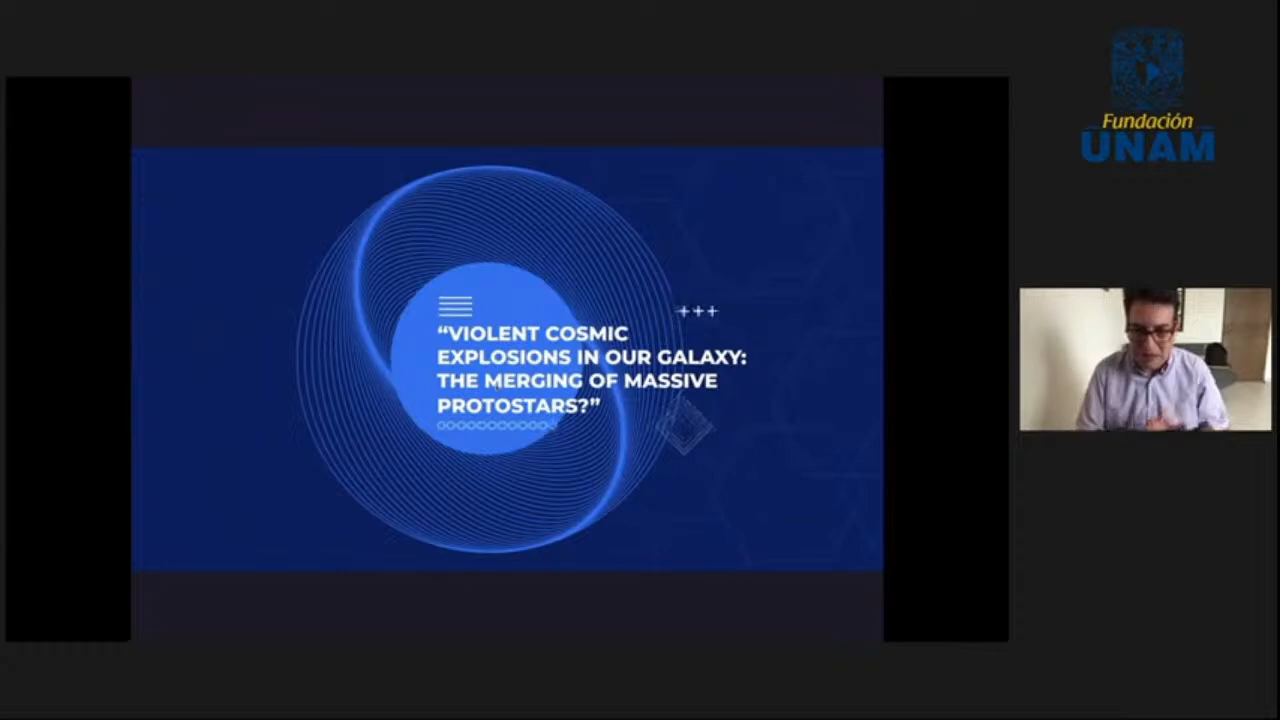 Fundación
UNAM
“VIOLENT COSMIC
EXPLOSIONS IN OUR GALAXY:
THE MERGING OF MASSIVE
PROTOSTARS?”